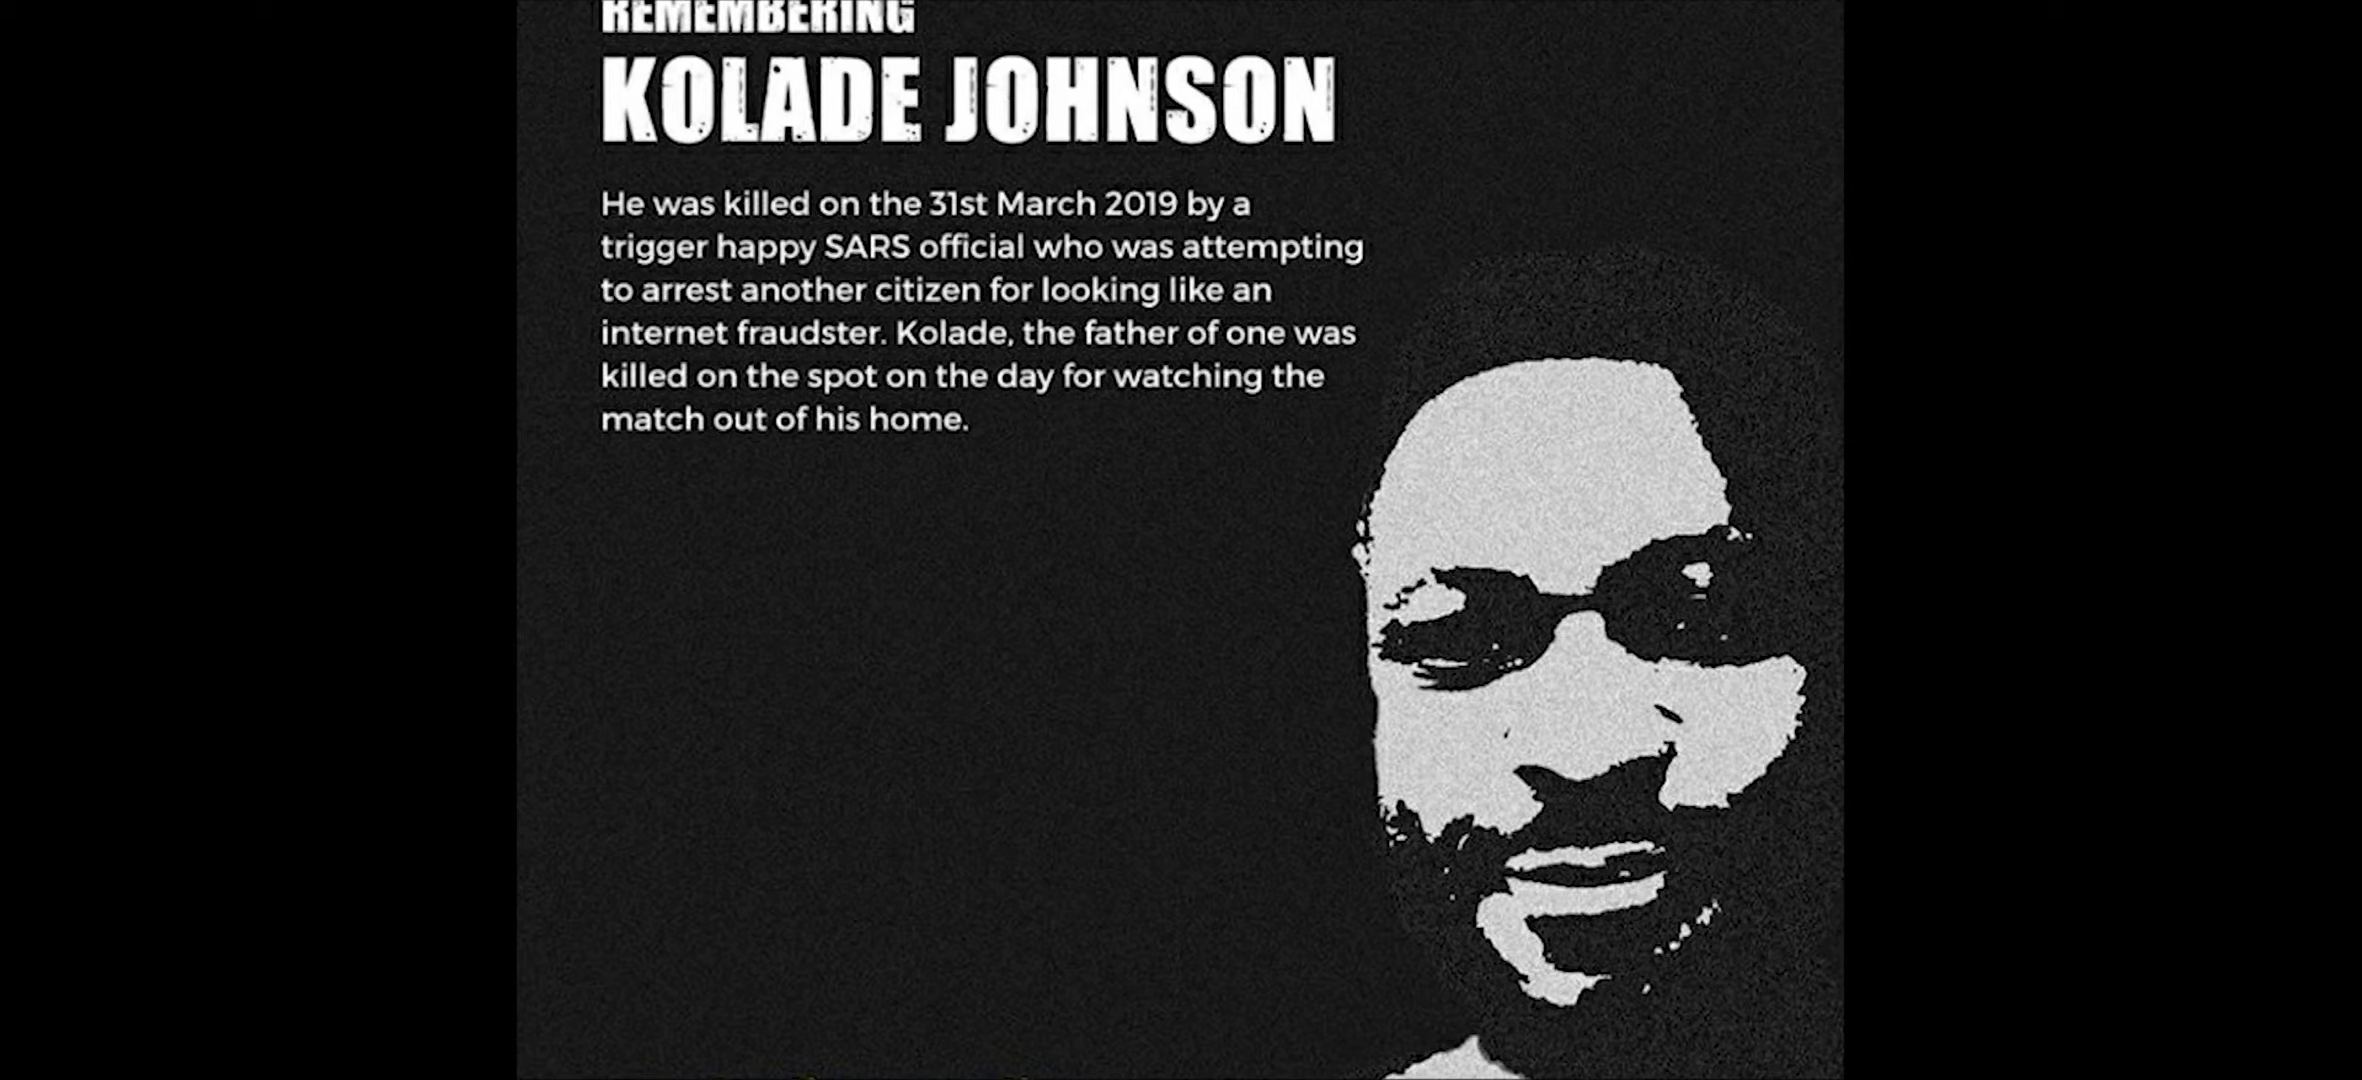 REMEMBERING
KOLADE JOHNSON
He was killed on the 31st March 2019 by a
trigger happy SARS official who was attempting
to arrest another citizen for looking like an
internet fraudster. Kolade, the father of one was
killed on the spot on the day for watching the
match out of his home.